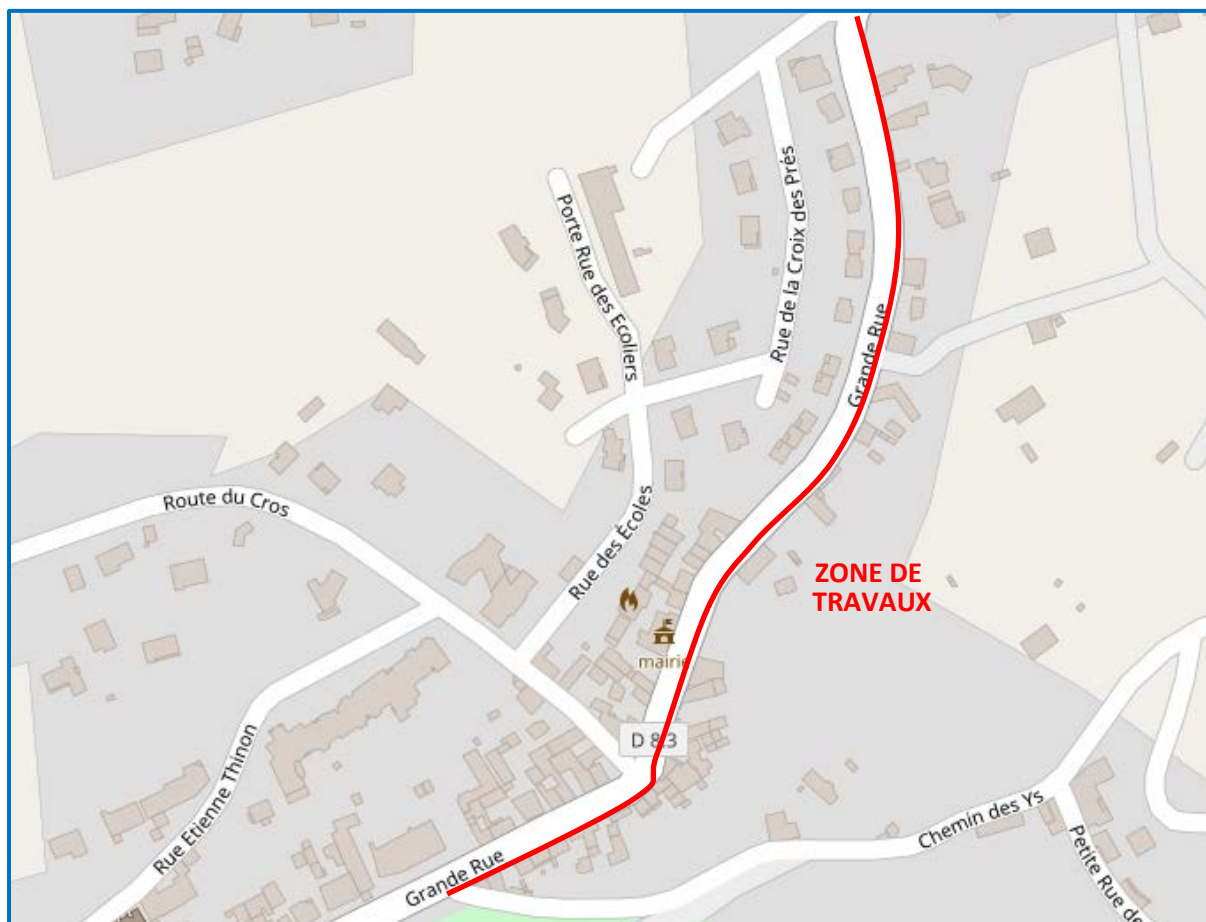 Porte Rue des Ecoliers
Rue de la Croix des Prés
Grande Rue
Route du Cros
Rue des Écoles
ZONE DE
TRAVAUX
mairie
D 83
Rue Etienne Thinon
Chemin des Ys
Grande Rue
Petite Rue de